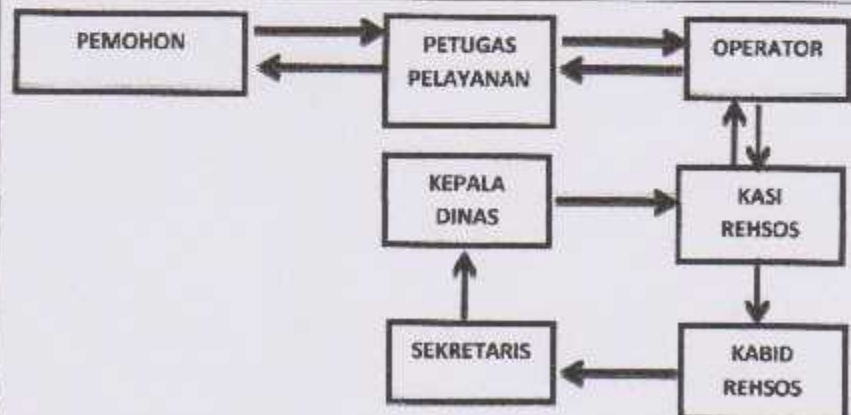 PEMOHON
PETUGAS
PELAYANAN
OPERATOR
KEPALA
DINAS
KASI
REHSOS
SEKRETARIS
KABID
REHSOS